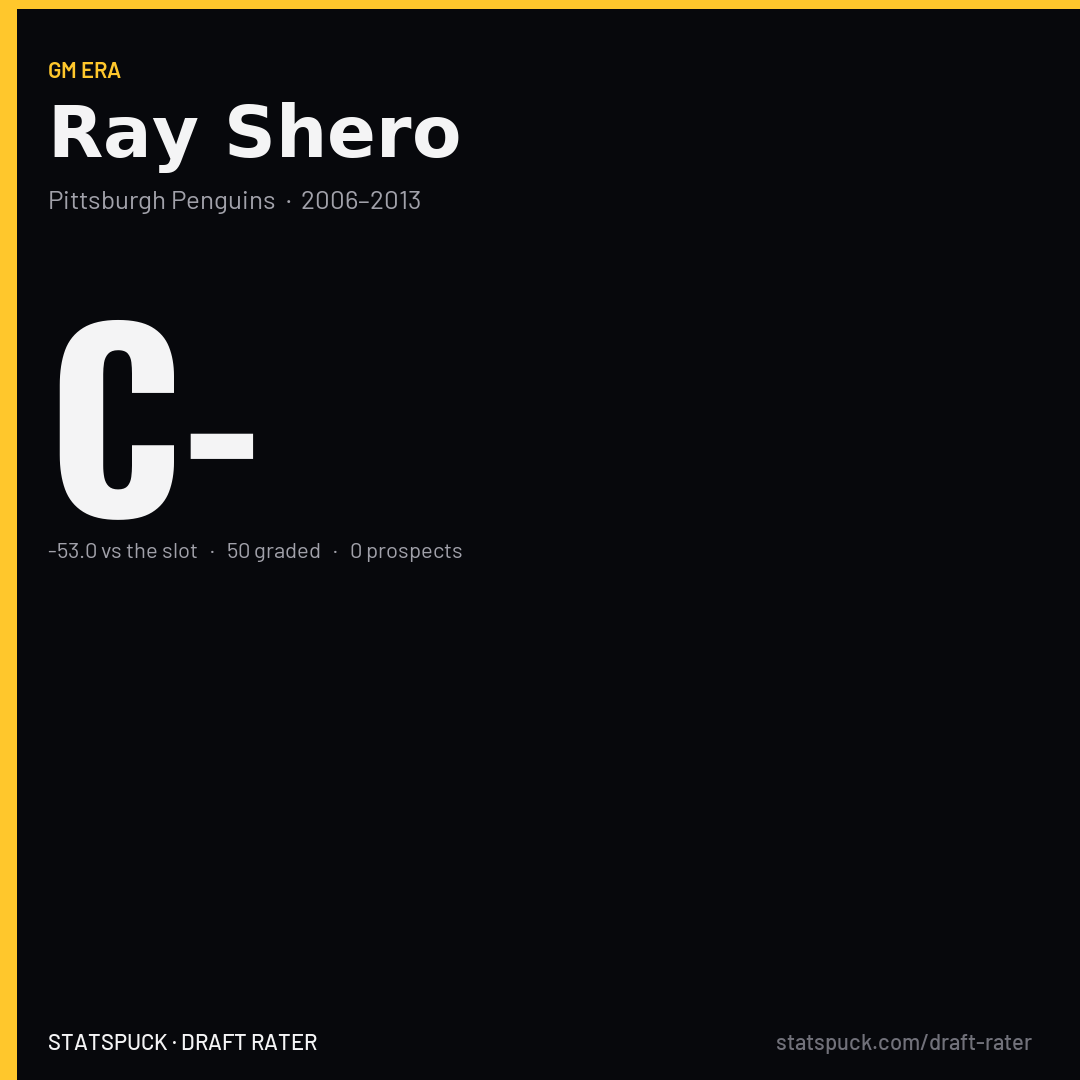 GM ERA
Ray Shero
Pittsburgh Penguins · 2006–2013
C-
-53.0 vs the slot · 50 graded · 0 prospects
STATSPUCK · DRAFT RATER
statspuck.com/draft-rater